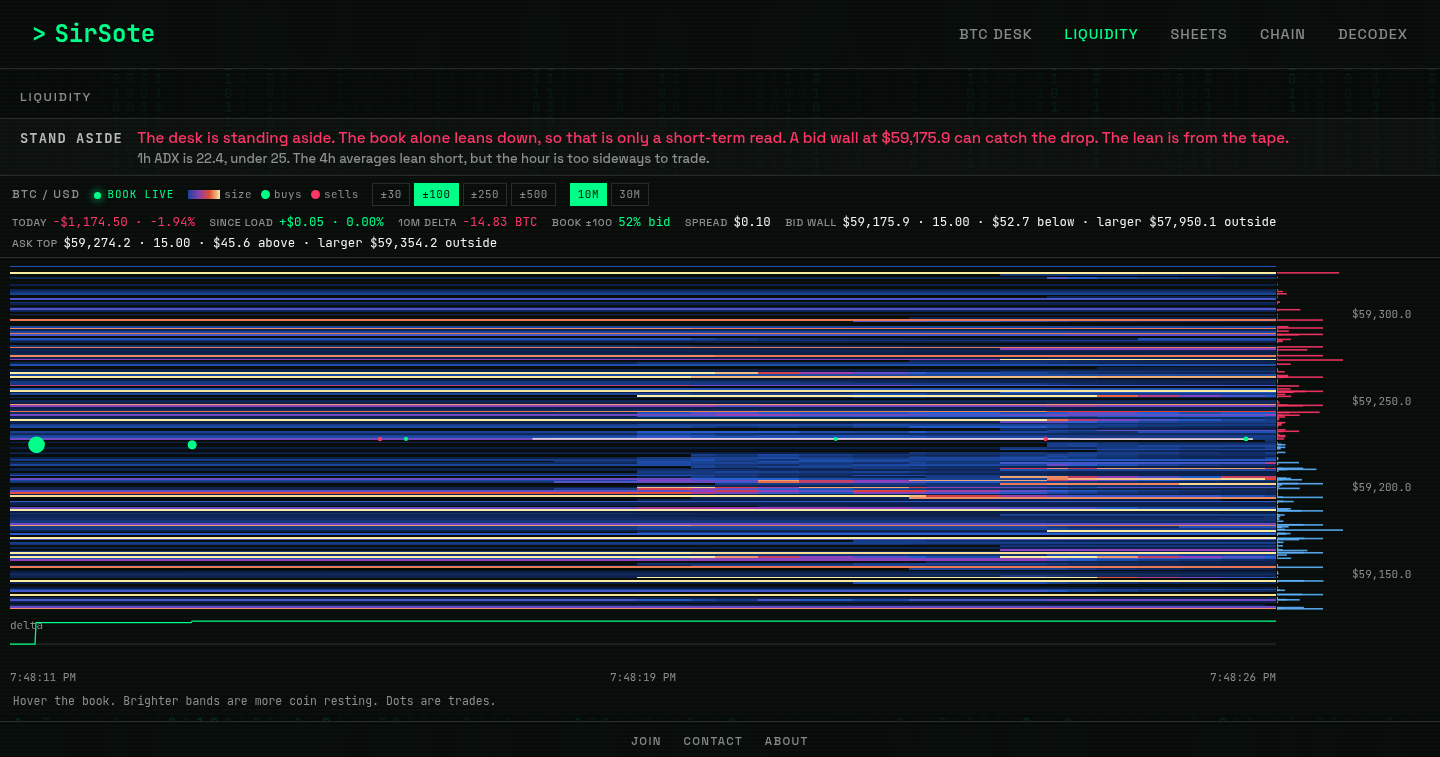 > SirSote
BTC DESK LIQUIDITY SHEETS CHAIN DECODEX
LIQUIDITY
STAND ASIDE The desk is standing aside. The book alone leans down, so that is only a short-term read. A bid wall at $59,175.9 can catch the drop. The lean is from the tape.
1h ADX is 22.4, under 25. The 4h averages lean short, but the hour is too sideways to trade.
BTC / USD BOOK LIVE size buys sells ±30 ±100 ±250 ±500 10M 30M
TODAY -$1,174.50 · -1.94% SINCE LOAD +$0.05 · 0.00% 10M DELTA -14.83 BTC BOOK ±100 52% bid SPREAD $0.10 BID WALL $59,175.9 · 15.00 · $52.7 below · larger $57,950.1 outside
ASK TOP $59,274.2 · 15.00 · $45.6 above · larger $59,354.2 outside
$59,300.0
$59,250.0
$59,200.0
$59,150.0
delta
7:48:11 PM 7:48:19 PM 7:48:26 PM
Hover the book. Brighter bands are more coin resting. Dots are trades.
JOIN CONTACT ABOUT